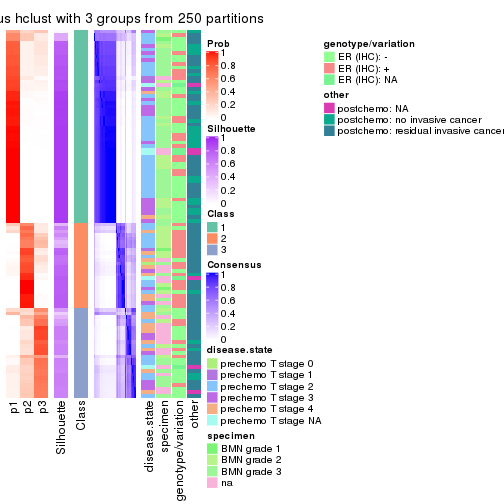 us hclust with 3 groups from 250 partitions
Prob
1
0.8
0.6
0.4
0.2
0
Silhouette
1
0.8
0.6
0.4
0.2
0
Class
1
2
3
Consensus
1
0.8
0.6
0.4
0.2
0
disease.state
prechemo T stage 0
prechemo T stage 1
prechemo T stage 2
prechemo T stage 3
prechemo T stage 4
prechemo T stage NA
specimen
BMN grade 1
BMN grade 2
BMN grade 3
na
genotype/variation
ER (IHC): -
ER (IHC): +
ER (IHC): NA
other
postchemo: NA
postchemo: no invasive cancer
postchemo: residual invasive cancer
p1
p2
p3
Silhouette
Class
disease.state
specimen
genotype/variation
other